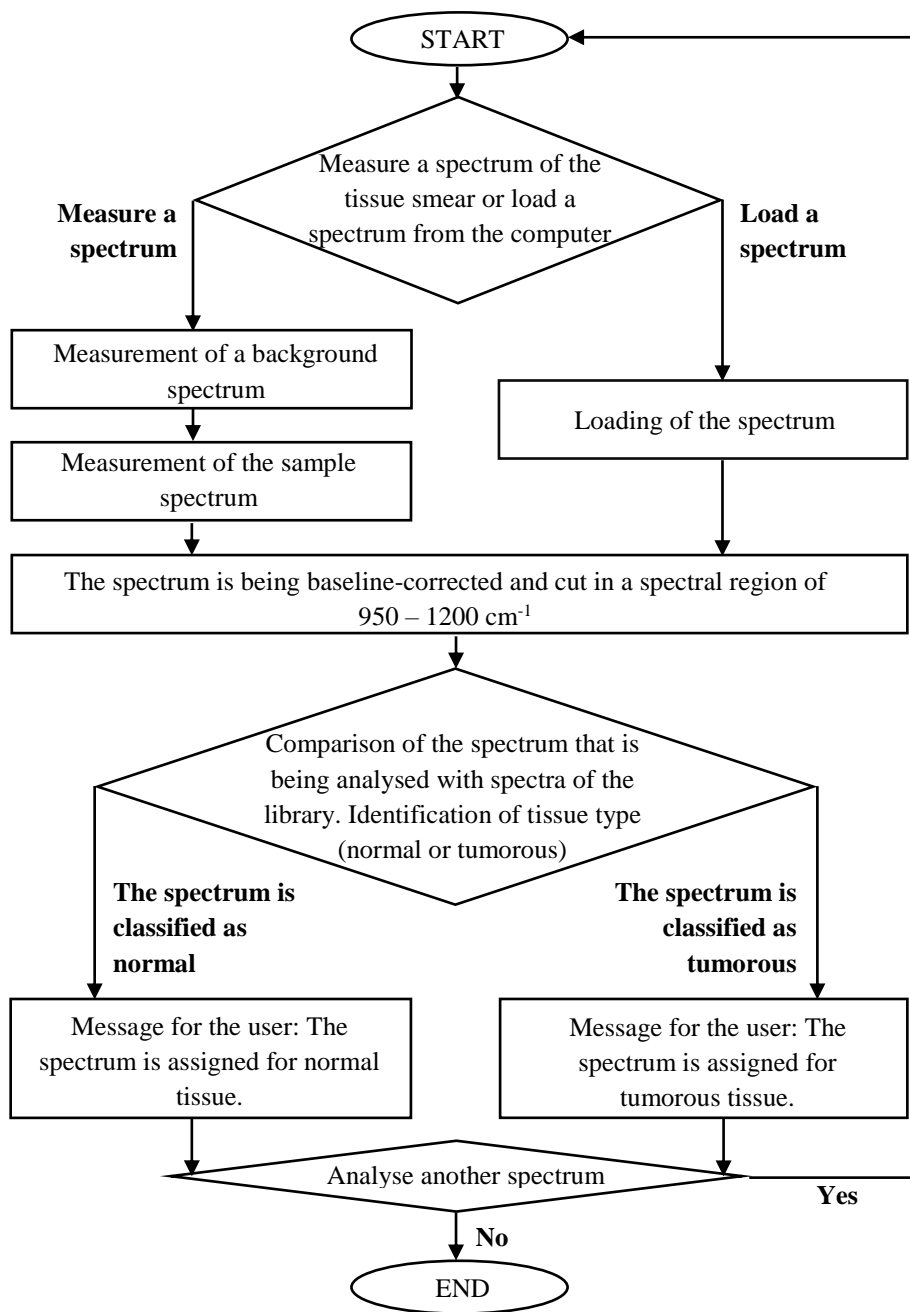 START
Measure a spectrum of the
tissue smear or load a
spectrum from the computer
Measure a
spectrum
Load a
spectrum
Measurement of a background
spectrum
Loading of the spectrum
Measurement of the sample
spectrum
The spectrum is being baseline-corrected and cut in a spectral region of
950 – 1200 cm⁻¹
Comparison of the spectrum that is
being analysed with spectra of the
library. Identification of tissue type
(normal or tumorous)
The spectrum is
classified as
normal
The spectrum is
classified as
tumorous
Message for the user: The
spectrum is assigned for normal
tissue.
Message for the user: The
spectrum is assigned for
tumorous tissue.
Analyse another spectrum
Yes
No
END